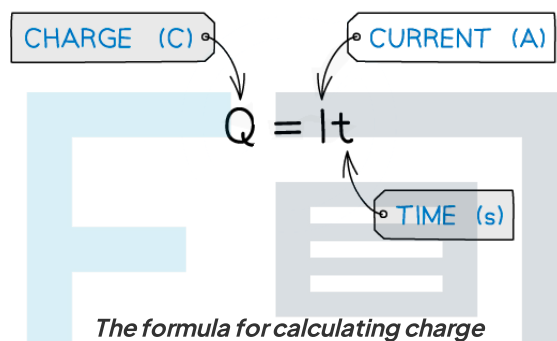 CHARGE (C)
CURRENT (A)
Q = It
TIME (s)
The formula for calculating charge